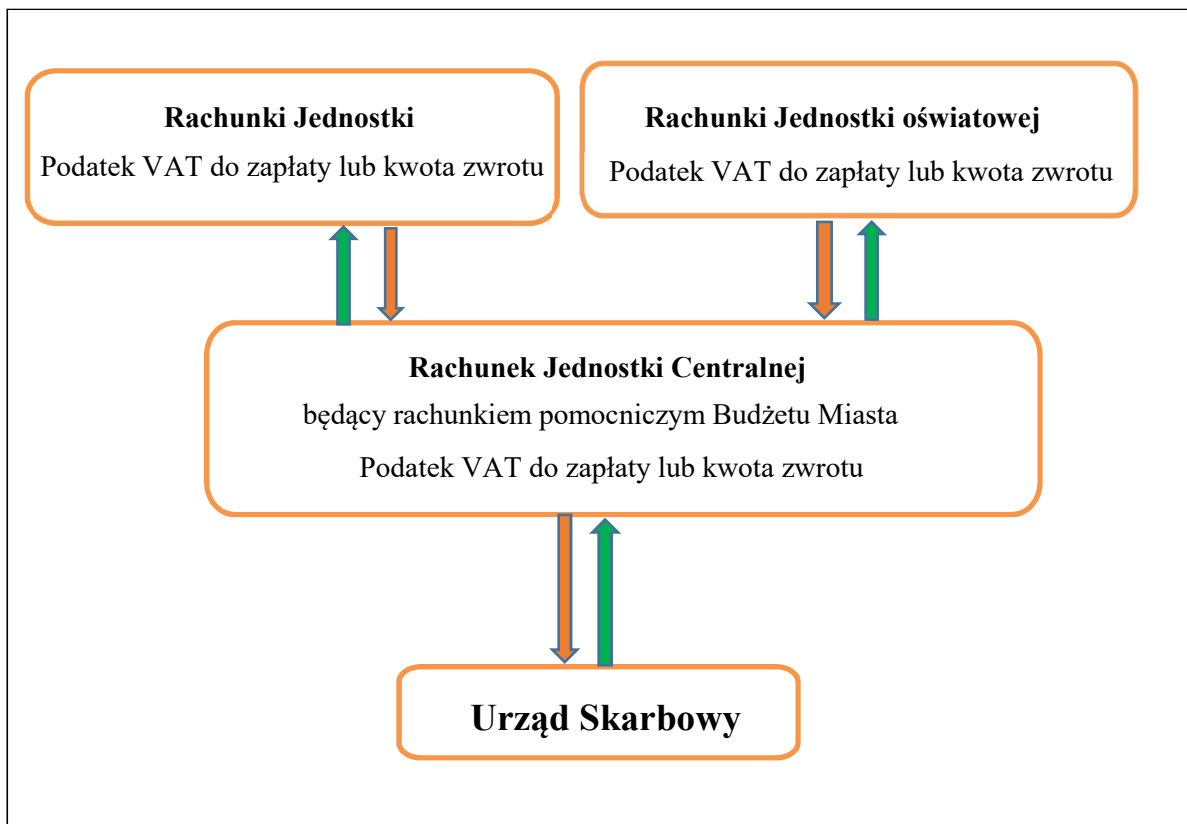 Rachunki Jednostki
Podatek VAT do zapłaty lub kwota zwrotu
Rachunki Jednostki oświatowej
Podatek VAT do zapłaty lub kwota zwrotu
Rachunek Jednostki Centralnej
będący rachunkiem pomocniczym Budżetu Miasta
Podatek VAT do zapłaty lub kwota zwrotu
Urząd Skarbowy